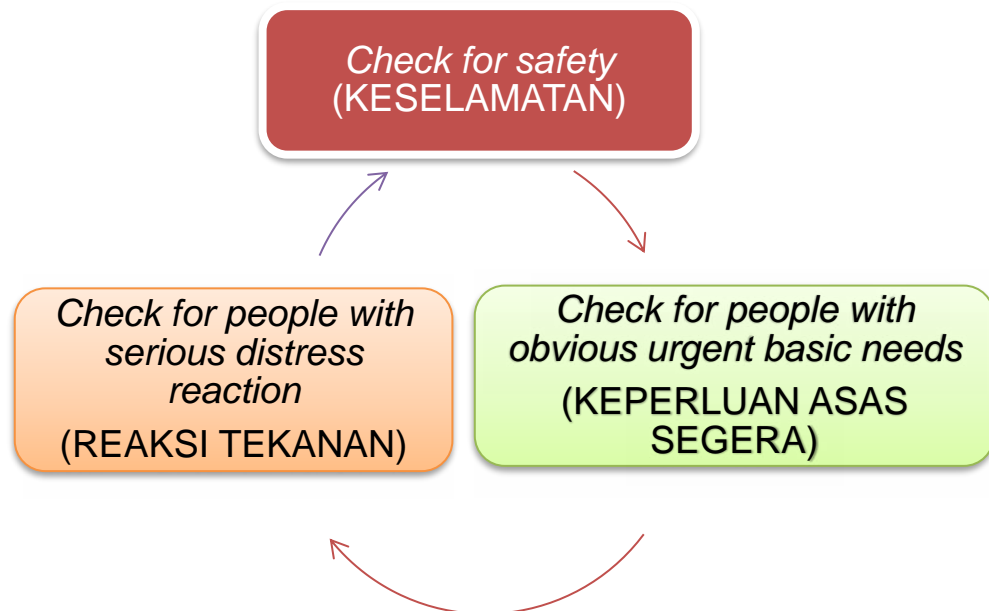 Check for safety
(KESELAMATAN)
Check for people with
serious distress
reaction
(REAKSI TEKANAN)
Check for people with
obvious urgent basic needs
(KEPERLUAN ASAS
SEGERA)